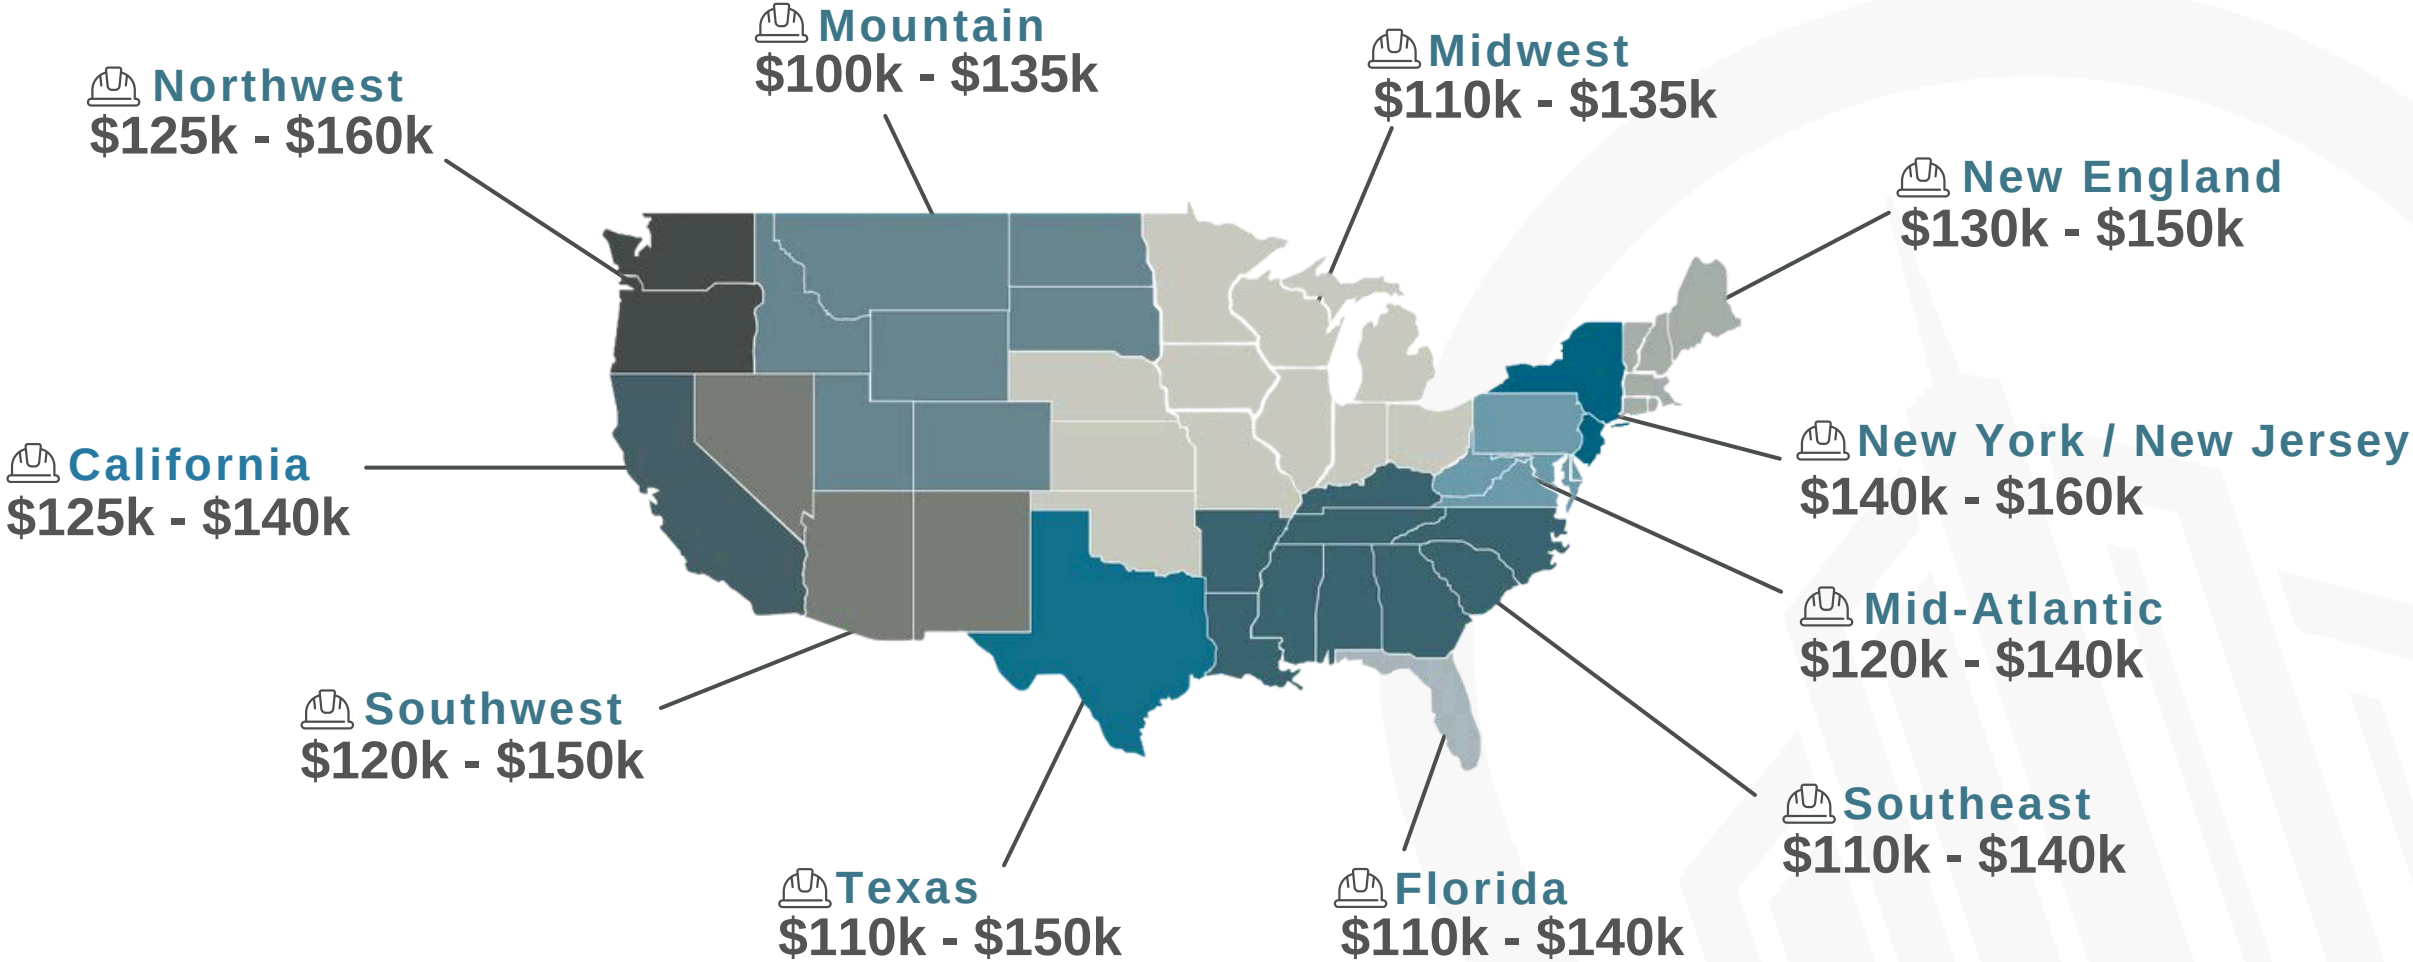 Mountain
$100k - $135k
Midwest
$110k - $135k
Northwest
$125k - $160k
New England
$130k - $150k
California
$125k - $140k
New York / New Jersey
$140k - $160k
Mid-Atlantic
$120k - $140k
Southwest
$120k - $150k
Southeast
$110k - $140k
Texas
$110k - $150k
Florida
$110k - $140k